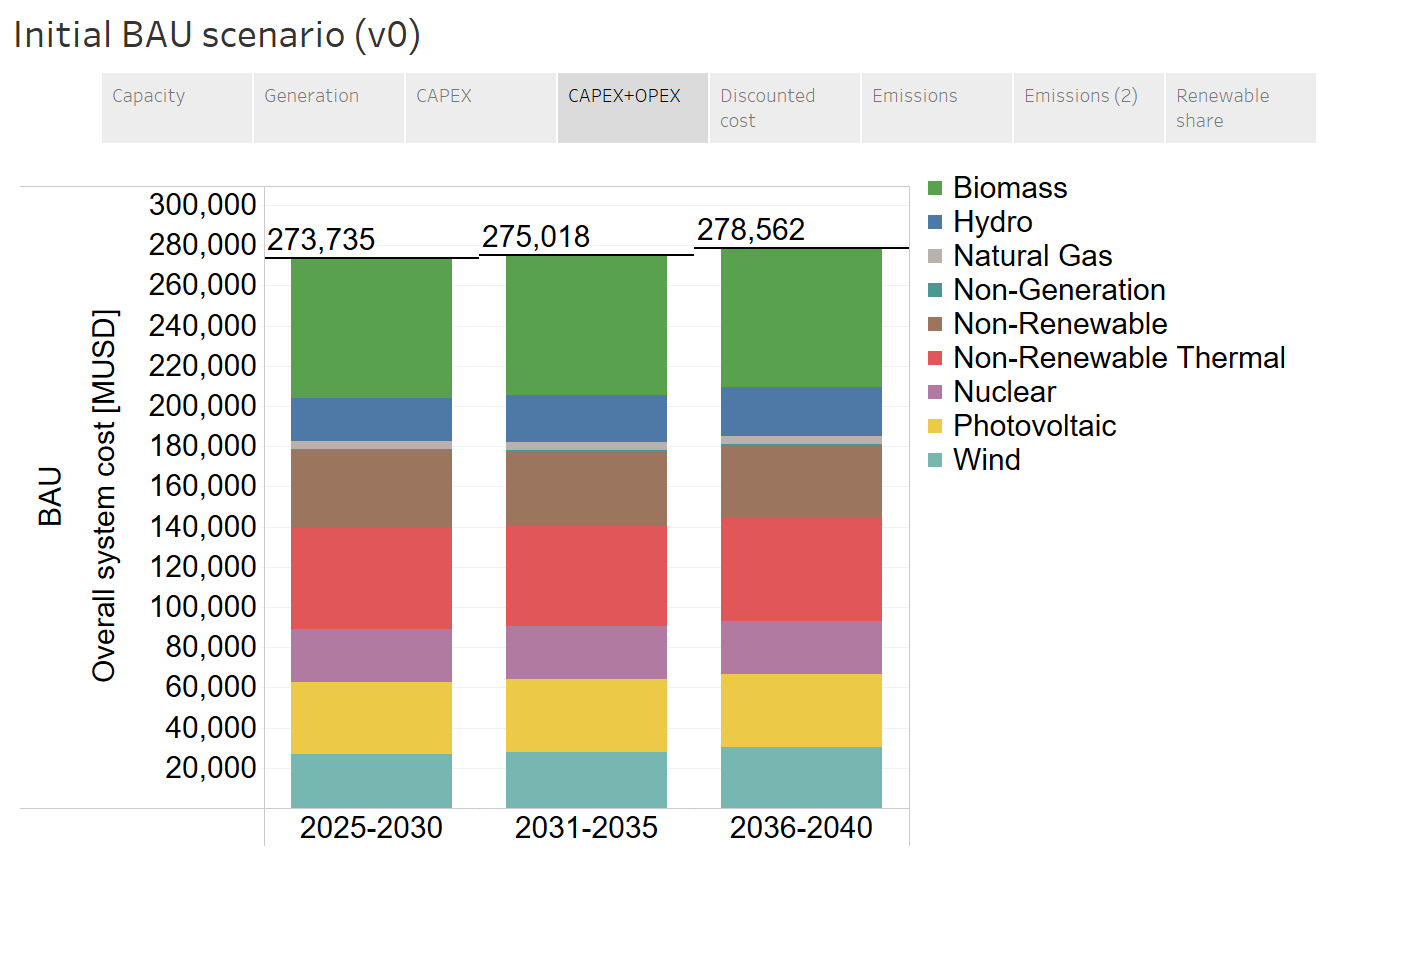 Initial BAU scenario (v0)
Capacity
Generation
CAPEX
CAPEX+OPEX
Discounted
cost
Emissions
Emissions (2)
Renewable
share
BAU
Overall system cost [MUSD]
300,000
280,000
260,000
240,000
220,000
200,000
180,000
160,000
140,000
120,000
100,000
80,000
60,000
40,000
20,000
273,735
275,018
278,562
2025-2030
2031-2035
2036-2040
Biomass
Hydro
Natural Gas
Non-Generation
Non-Renewable
Non-Renewable Thermal
Nuclear
Photovoltaic
Wind